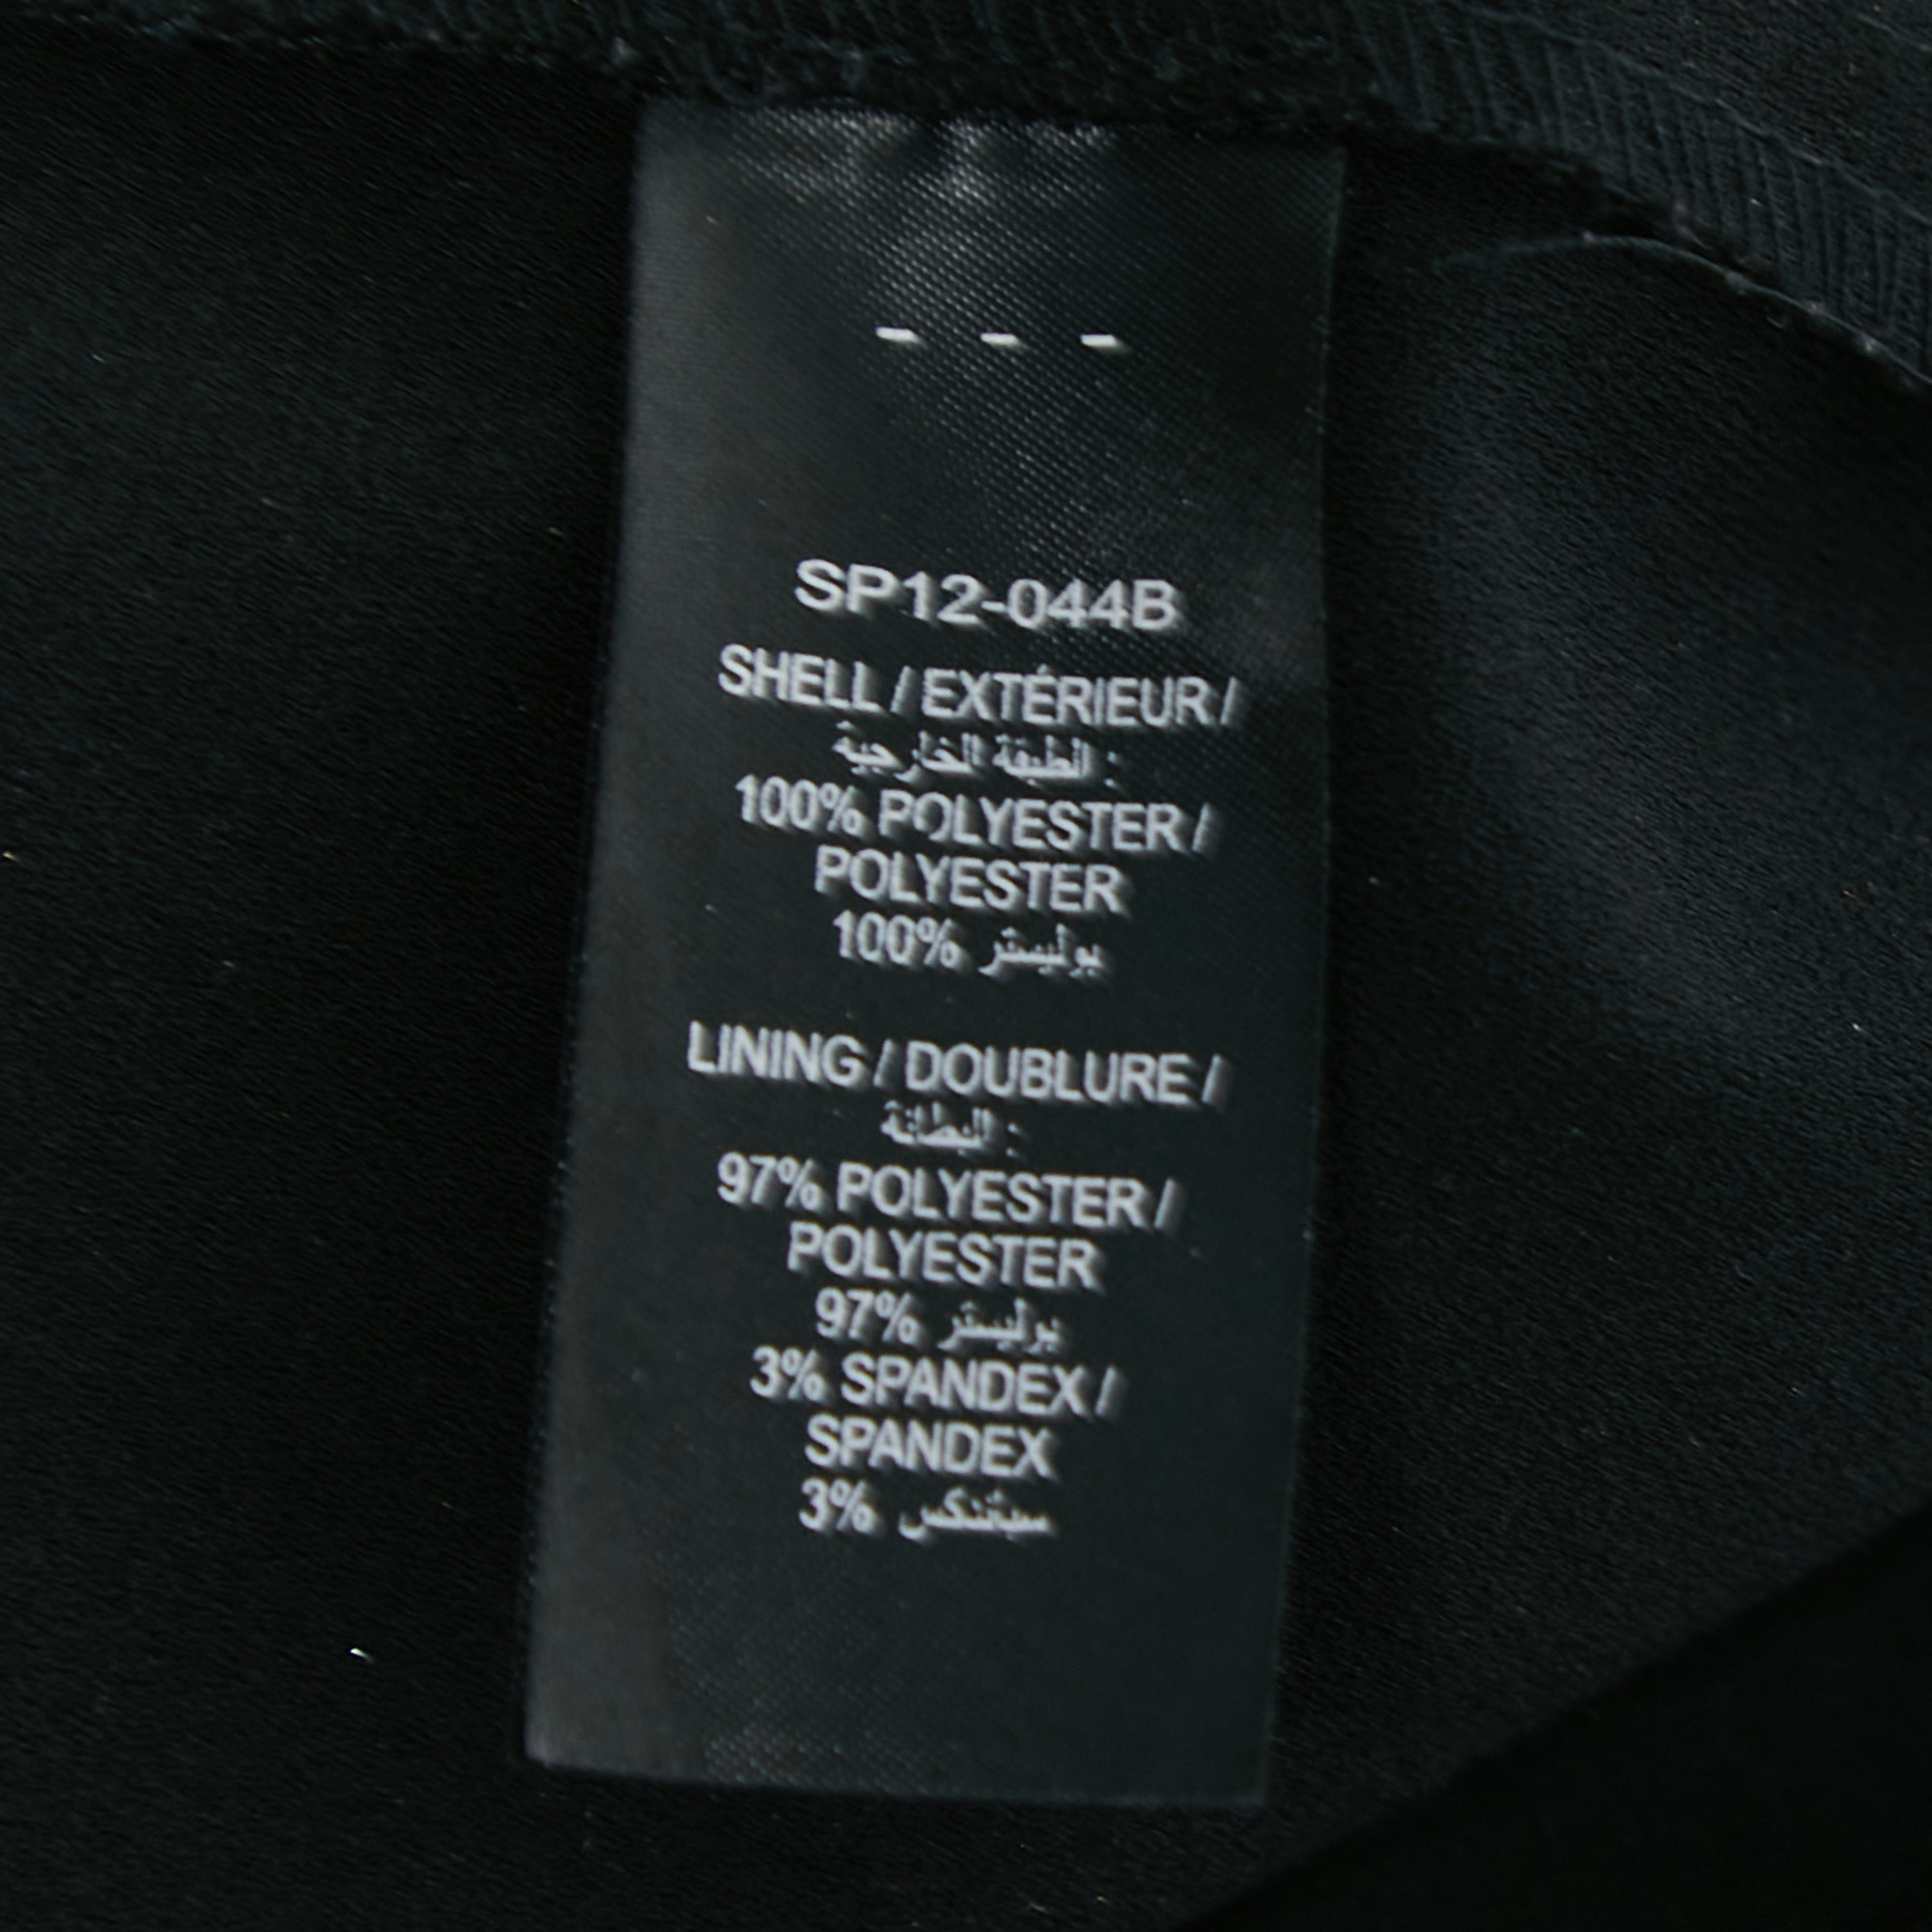 - - -
SP12-044B
SHELL / EXTÉRIEUR /
الطبقة الخارجية :
100% POLYESTER /
POLYESTER
100% بوليستر
LINING / DOUBLURE /
البطانة :
97% POLYESTER /
POLYESTER
97% بوليستر
3% SPANDEX /
SPANDEX
3%